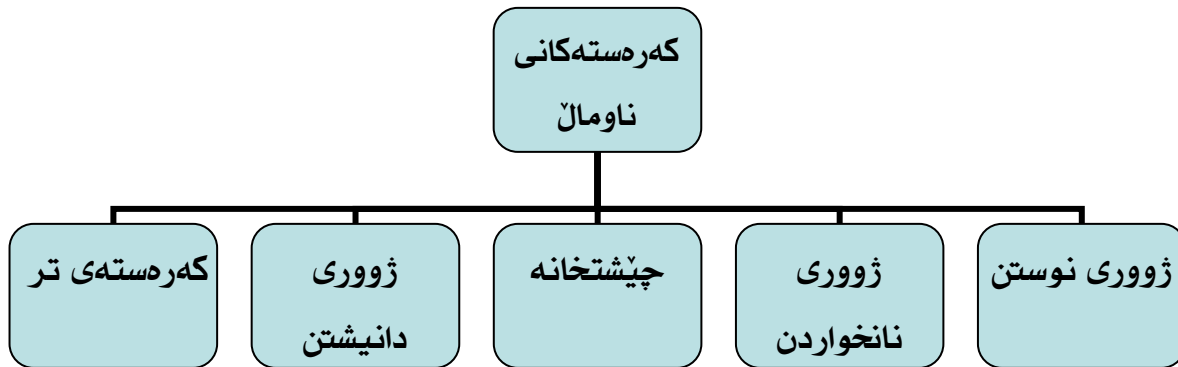 کەرەستەکانی
ناوماڵ
ژووری نوستن
ژووری
نانخواردن
چێشتخانە
ژووری
دانیشتن
کەرەستەی تر